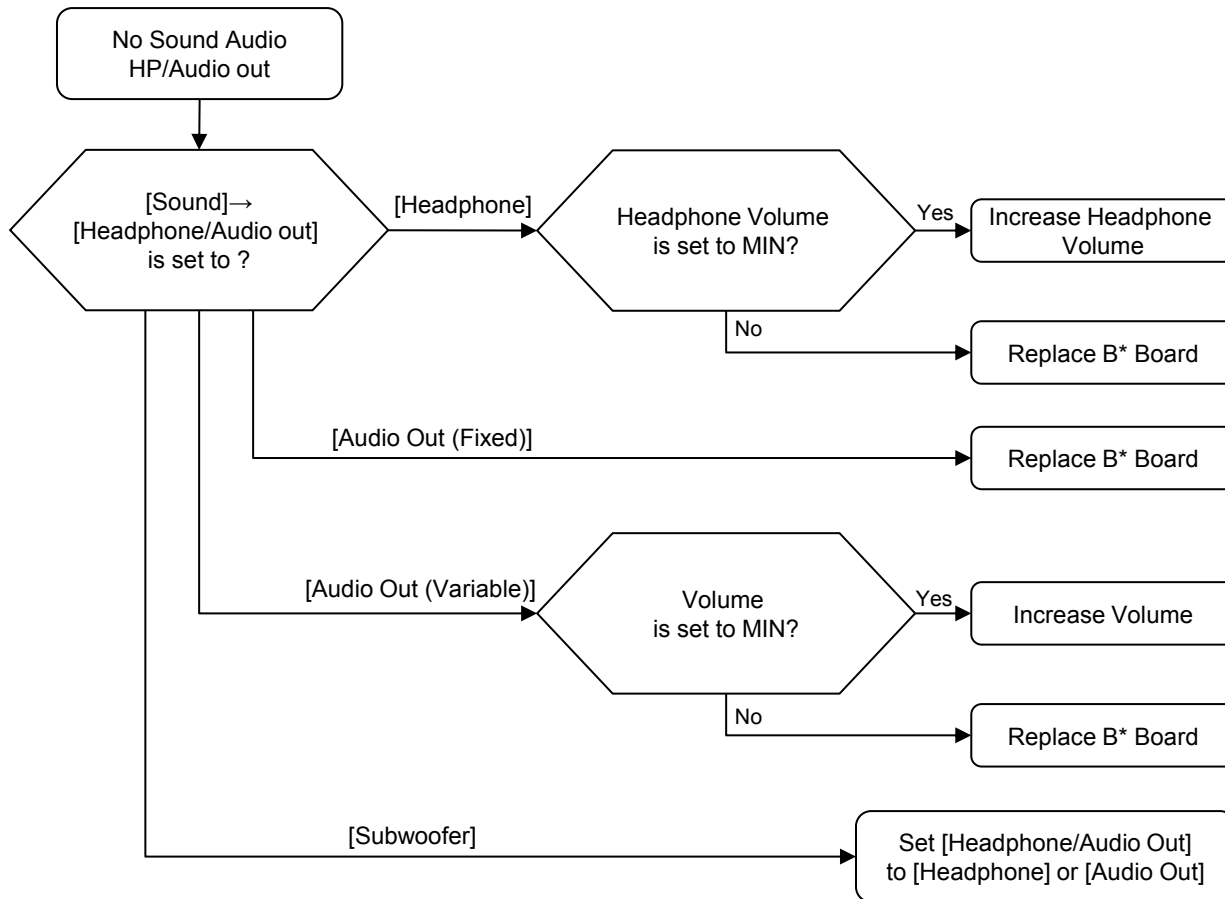 No Sound Audio
HP/Audio out
[Sound]→
[Headphone/Audio out]
is set to ?
[Headphone]
Headphone Volume
is set to MIN?
Yes
Increase Headphone
Volume
No
Replace B* Board
[Audio Out (Fixed)]
Replace B* Board
[Audio Out (Variable)]
Volume
is set to MIN?
Yes
Increase Volume
No
Replace B* Board
[Subwoofer]
Set [Headphone/Audio Out]
to [Headphone] or [Audio Out]